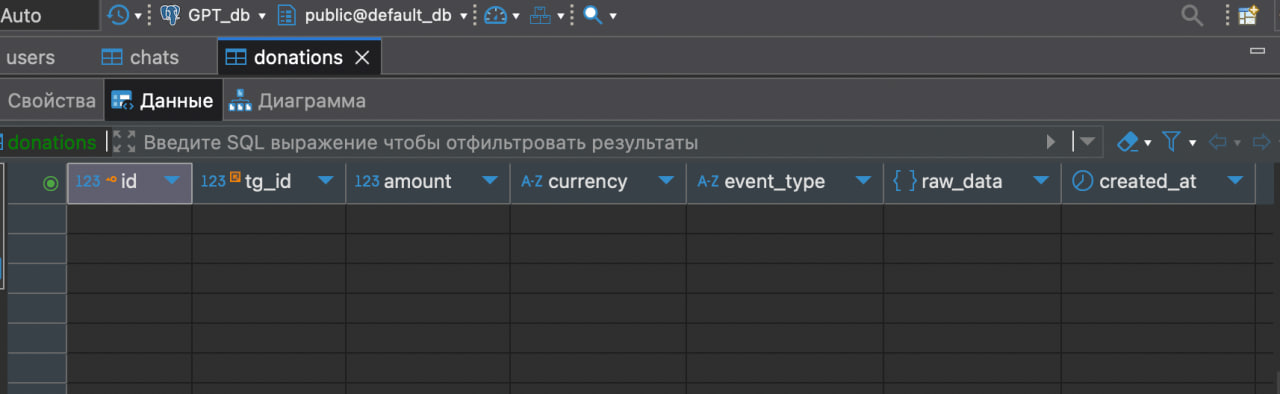 Auto GPT_db public@default_db
users chats donations
Свойства Данные Диаграмма
donations Введите SQL выражение чтобы отфильтровать результаты
123 id 123 tg_id 123 amount A-Z currency A-Z event_type { } raw_data created_at